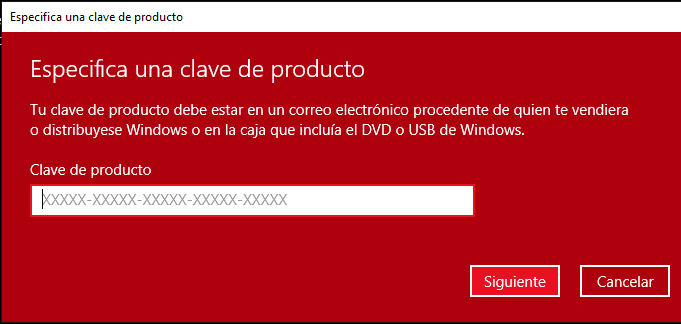 Especifica una clave de producto
Especifica una clave de producto
Tu clave de producto debe estar en un correo electrónico procedente de quien te vendiera
o distribuyese Windows o en la caja que incluía el DVD o USB de Windows.
Clave de producto
XXXXX-XXXXX-XXXXX-XXXXX-XXXXX
Siguiente
Cancelar